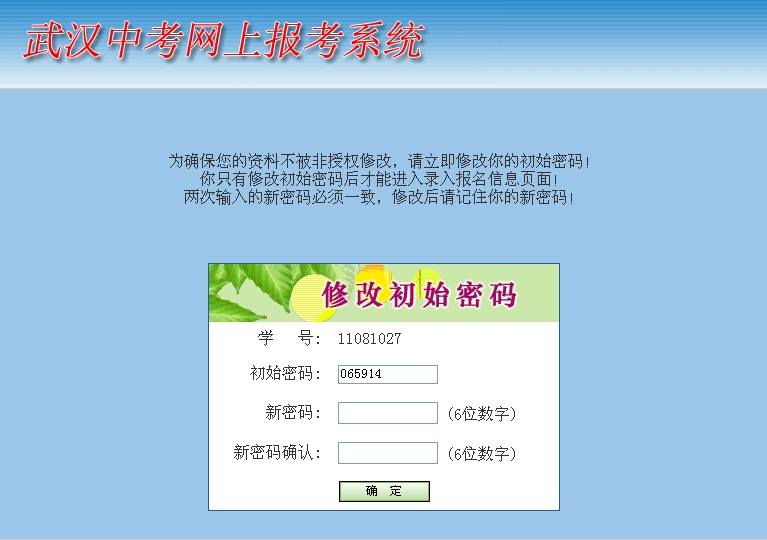 武汉中考网上报考系统
为确保您的资料不被非授权修改，请立即修改你的初始密码！
你只有修改初始密码后才能进入录入报名信息页面！
两次输入的新密码必须一致，修改后请记住你的新密码！
修改初始密码
学 号： 11081027
初始密码： 065914
新密码： （6位数字）
新密码确认： （6位数字）
确 定